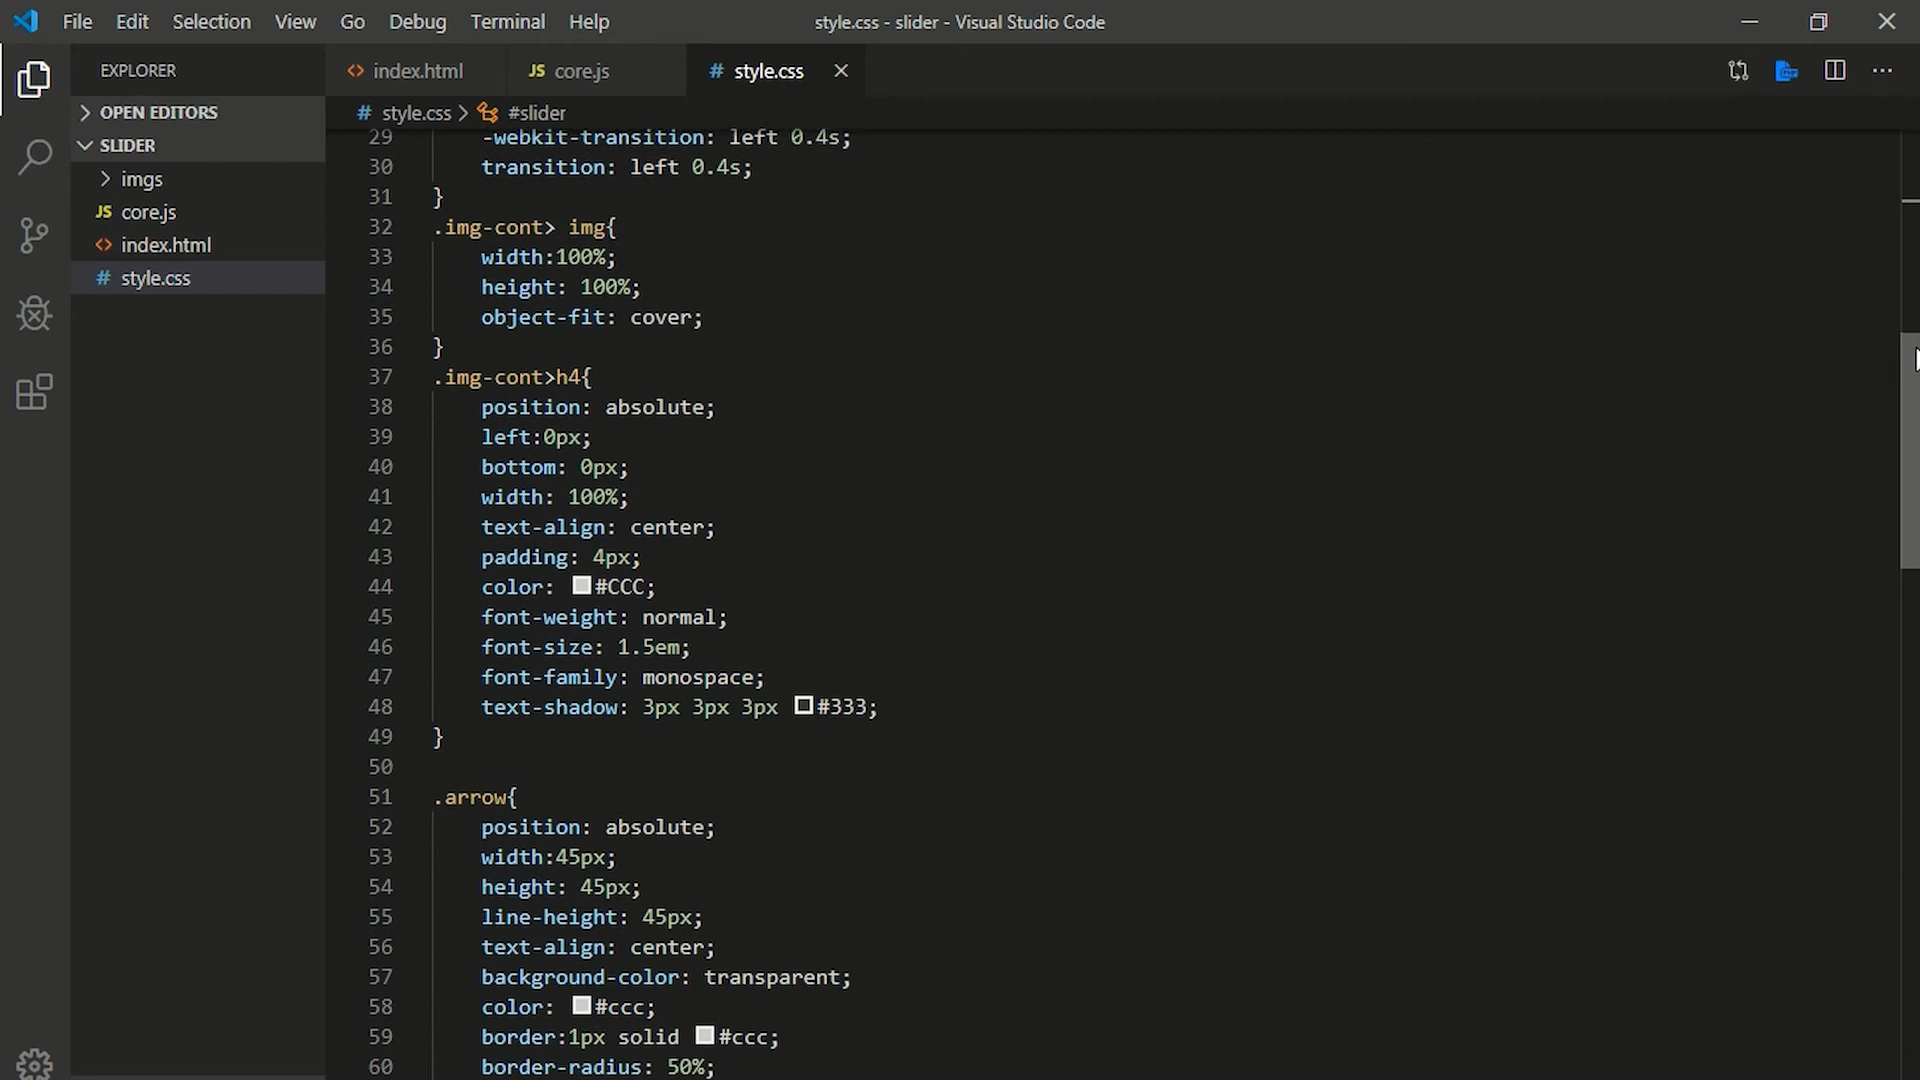 File Edit Selection View Go Debug Terminal Help
style.css - slider - Visual Studio Code
EXPLORER
OPEN EDITORS
SLIDER
imgs
JS core.js
<> index.html
# style.css
<> index.html
JS core.js
# style.css
# style.css > #slider
29 -webkit-transition: left 0.4s;
30 transition: left 0.4s;
31 }
32 .img-cont> img{
33 width:100%;
34 height: 100%;
35 object-fit: cover;
36 }
37 .img-cont>h4{
38 position: absolute;
39 left:0px;
40 bottom: 0px;
41 width: 100%;
42 text-align: center;
43 padding: 4px;
44 color: #CCC;
45 font-weight: normal;
46 font-size: 1.5em;
47 font-family: monospace;
48 text-shadow: 3px 3px 3px #333;
49 }
50
51 .arrow{
52 position: absolute;
53 width:45px;
54 height: 45px;
55 line-height: 45px;
56 text-align: center;
57 background-color: transparent;
58 color: #ccc;
59 border:1px solid #ccc;
60 border-radius: 50%;